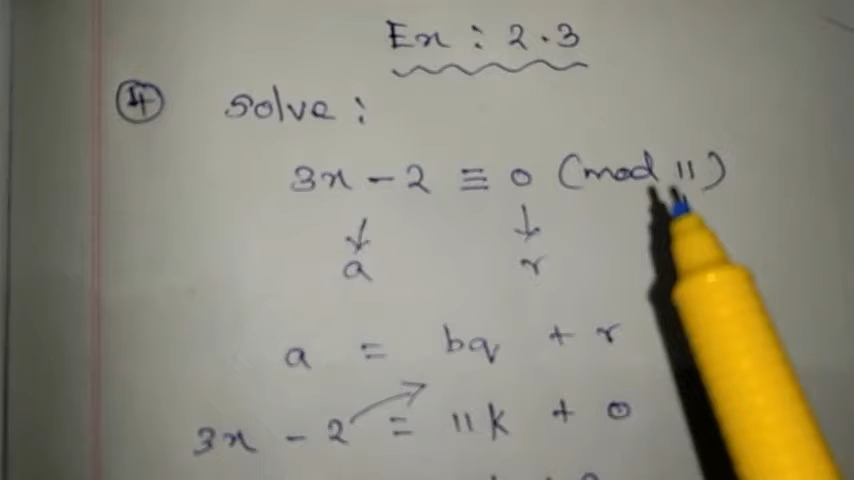 Ex : 2.3
4 Solve :
3x - 2 ≡ 0 (mod 11)
↓ ↓
a r
a = bq + r
3x - 2 = 11k + 0